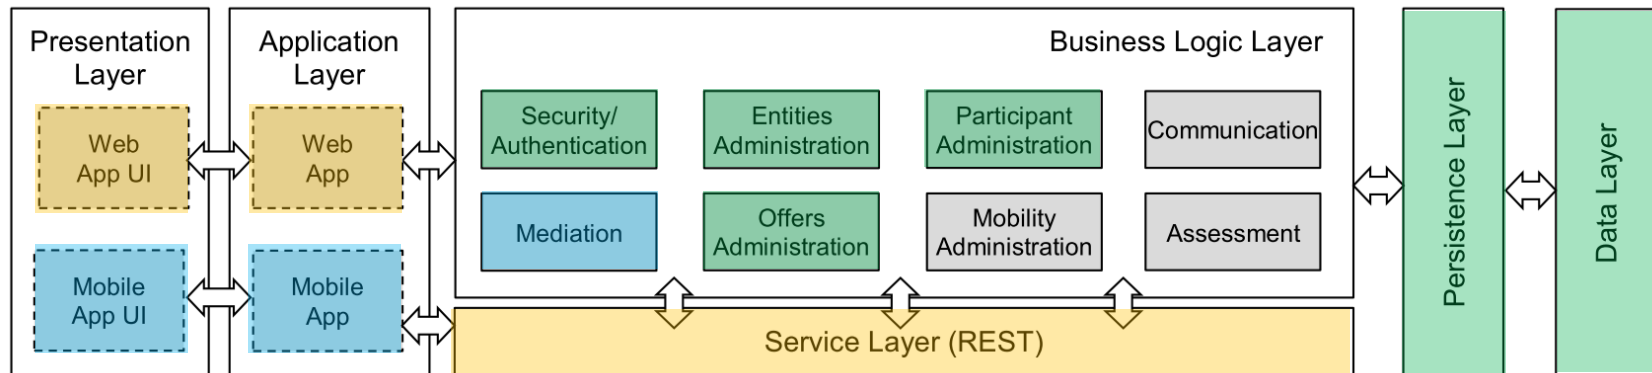 Presentation
Layer
Web
App UI
Mobile
App UI
Application
Layer
Web
App
Mobile
App
Business Logic Layer
Security/
Authentication
Entities
Administration
Participant
Administration
Communication
Mediation
Offers
Administration
Mobility
Administration
Assessment
Service Layer (REST)
Persistence Layer
Data Layer